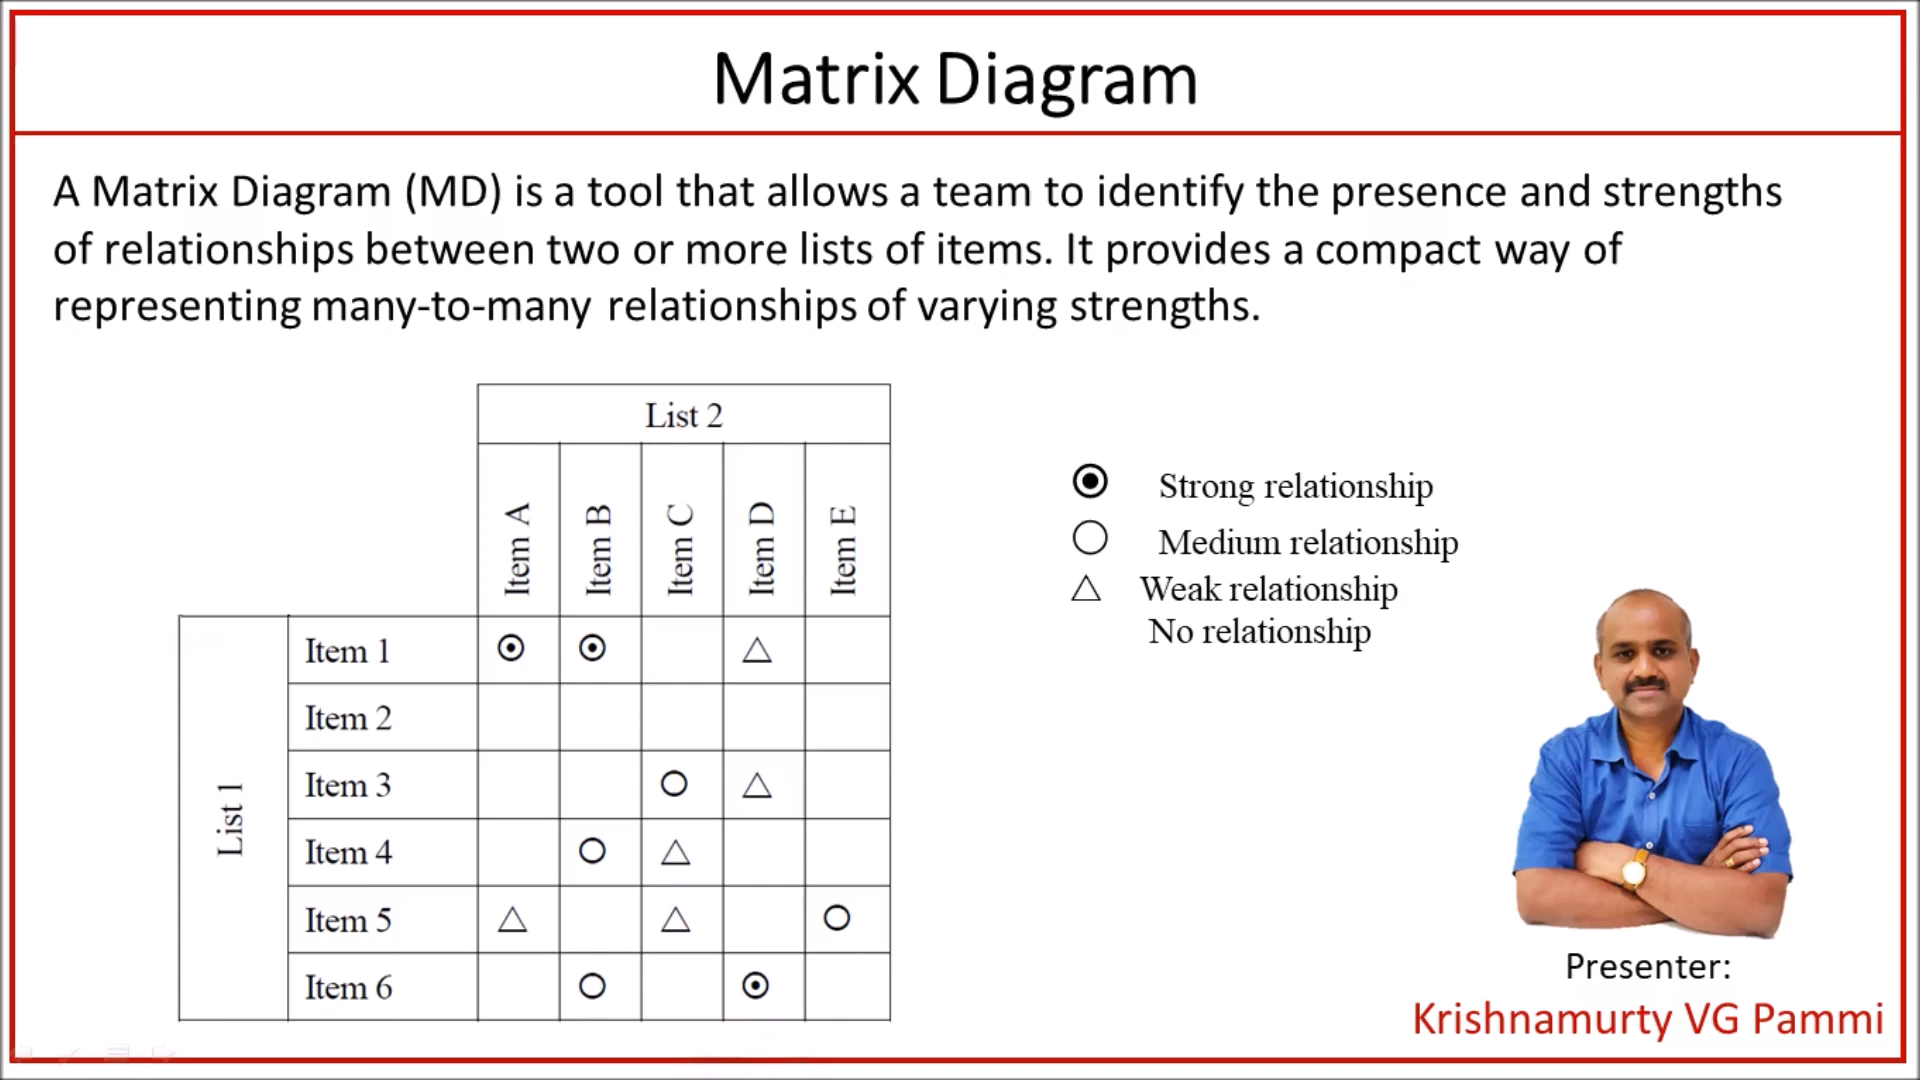 Matrix Diagram
A Matrix Diagram (MD) is a tool that allows a team to identify the presence and strengths
of relationships between two or more lists of items. It provides a compact way of
representing many-to-many relationships of varying strengths.
List 2
Item A
Item B
Item C
Item D
Item E
List 1
Item 1
Item 2
Item 3
Item 4
Item 5
Item 6
Strong relationship
Medium relationship
Weak relationship
No relationship
Presenter:
Krishnamurty VG Pammi